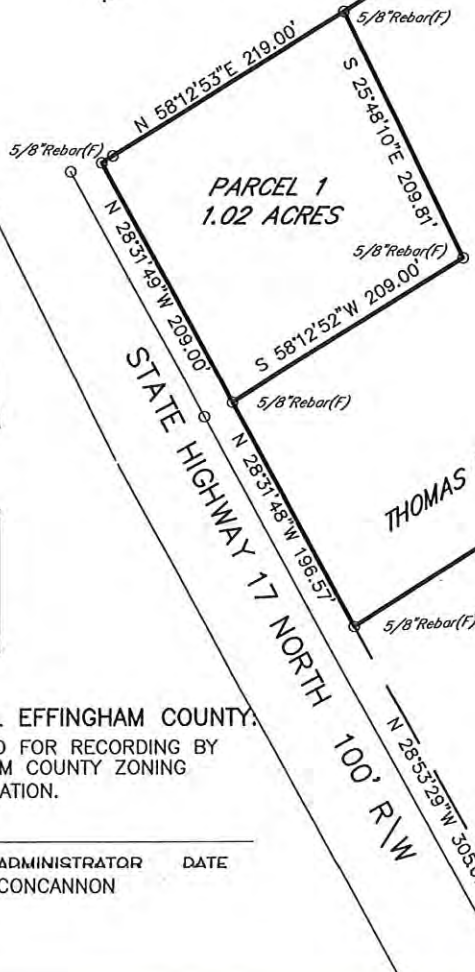 5/8"Rebar(F)
N 58°12'53"E 219.00'
S 25°48'10"E 209.81'
5/8"Rebar(F)
PARCEL 1
1.02 ACRES
N 28°31'49"W 209.00'
5/8"Rebar(F)
S 58°12'52"W 209.00'
5/8"Rebar(F)
STATE HIGHWAY 17 NORTH 100' R\W
N 28°31'48"W 196.57'
THOMAS
5/8"Rebar(F)
EFFINGHAM COUNTY.
FOR RECORDING BY
COUNTY ZONING
N 28°53'29"W 305.
ADMINISTRATOR DATE
CONCANNON